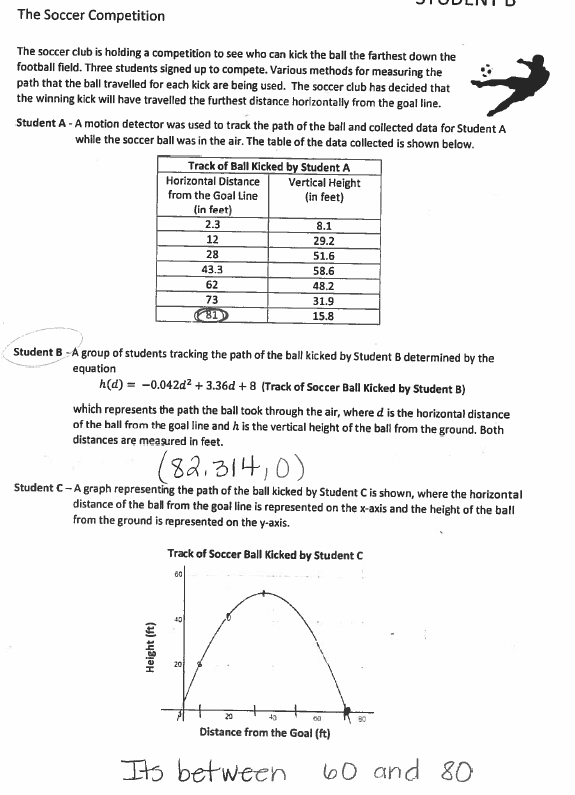 STUDENT B
The Soccer Competition
The soccer club is holding a competition to see who can kick the ball the farthest down the
football field. Three students signed up to compete. Various methods for measuring the
path that the ball travelled for each kick are being used. The soccer club has decided that
the winning kick will have travelled the furthest distance horizontally from the goal line.
Student A - A motion detector was used to track the path of the ball and collected data for Student A
while the soccer ball was in the air. The table of the data collected is shown below.
Track of Ball Kicked by Student A
Horizontal Distance from the Goal Line (in feet) Vertical Height (in feet)
2.3 8.1
12 29.2
28 51.6
43.3 58.6
62 48.2
73 31.9
81 15.8
Student B - A group of students tracking the path of the ball kicked by Student B determined by the
equation
h(d) = −0.042d² + 3.36d + 8 (Track of Soccer Ball Kicked by Student B)
which represents the path the ball took through the air, where d is the horizontal distance
of the ball from the goal line and h is the vertical height of the ball from the ground. Both
distances are measured in feet.
(82.314, 0)
Student C – A graph representing the path of the ball kicked by Student C is shown, where the horizontal
distance of the ball from the goal line is represented on the x-axis and the height of the ball
from the ground is represented on the y-axis.
Track of Soccer Ball Kicked by Student C
60
40
20
Height (ft)
20 40 60 80
Distance from the Goal (ft)
Its between 60 and 80